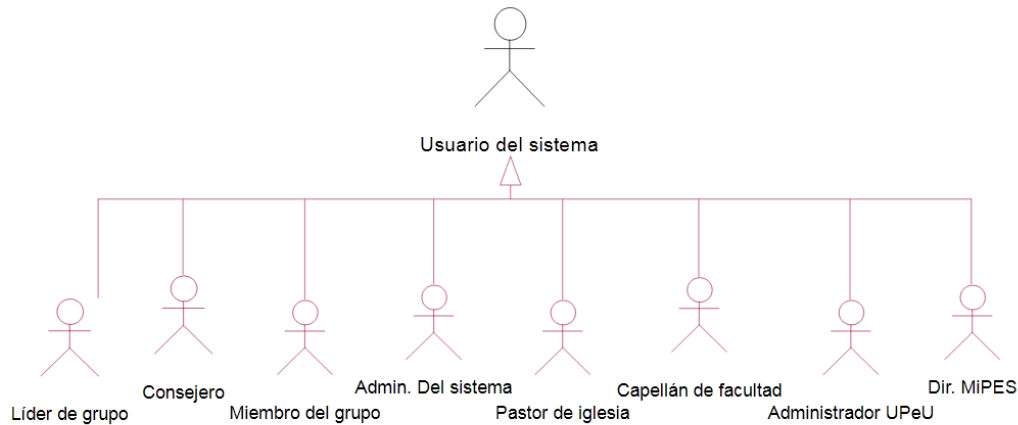 Usuario del sistema
Líder de grupo
Consejero
Miembro del grupo
Admin. Del sistema
Pastor de iglesia
Capellán de facultad
Administrador UPeU
Dir. MiPES